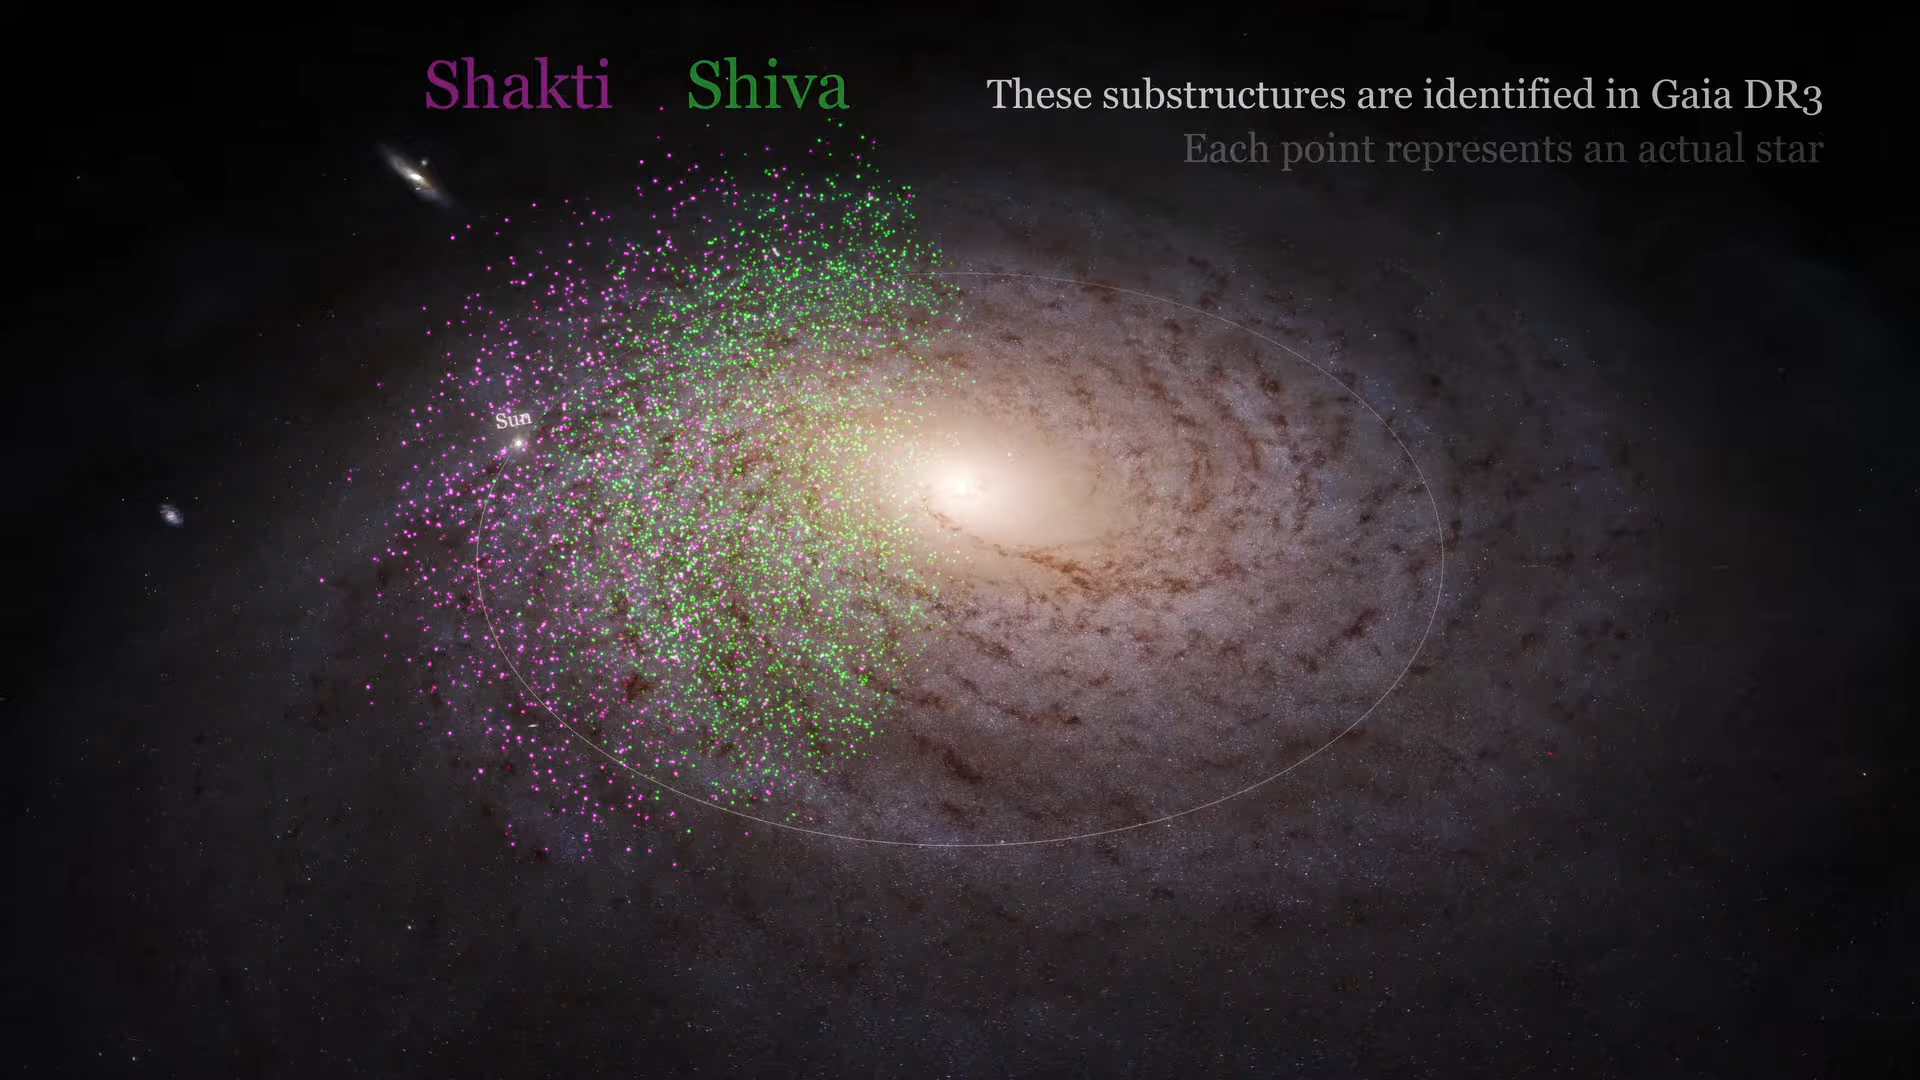 Shakti Shiva
These substructures are identified in Gaia DR3
Each point represents an actual star
Sun